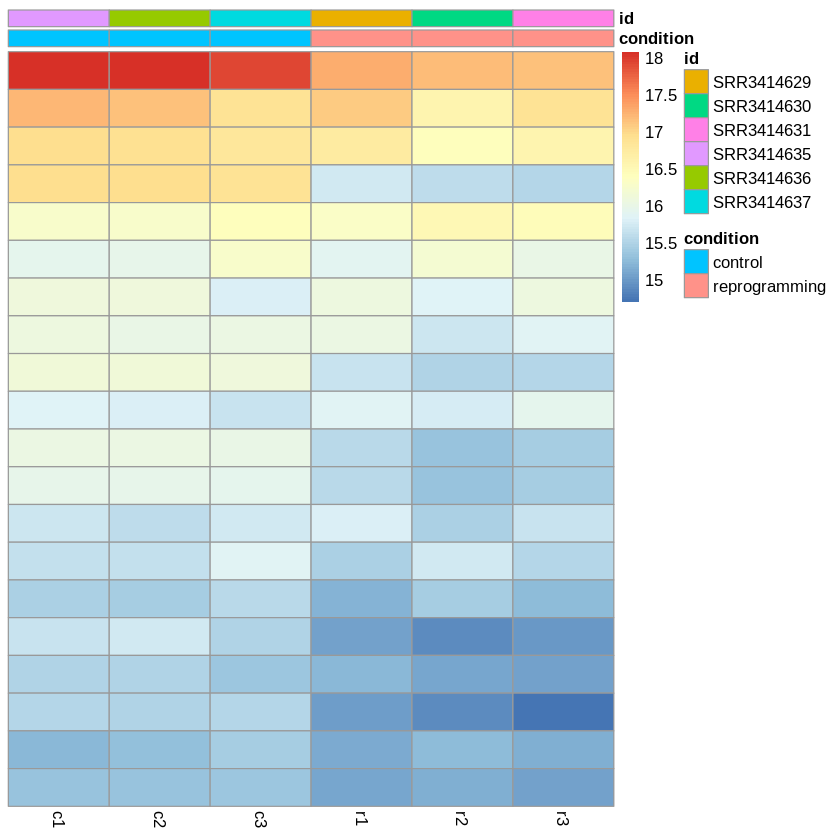 id
condition
18
17.5
17
16.5
16
15.5
15
id
SRR3414629
SRR3414630
SRR3414631
SRR3414635
SRR3414636
SRR3414637
condition
control
reprogramming
c1
c2
c3
r1
r2
r3